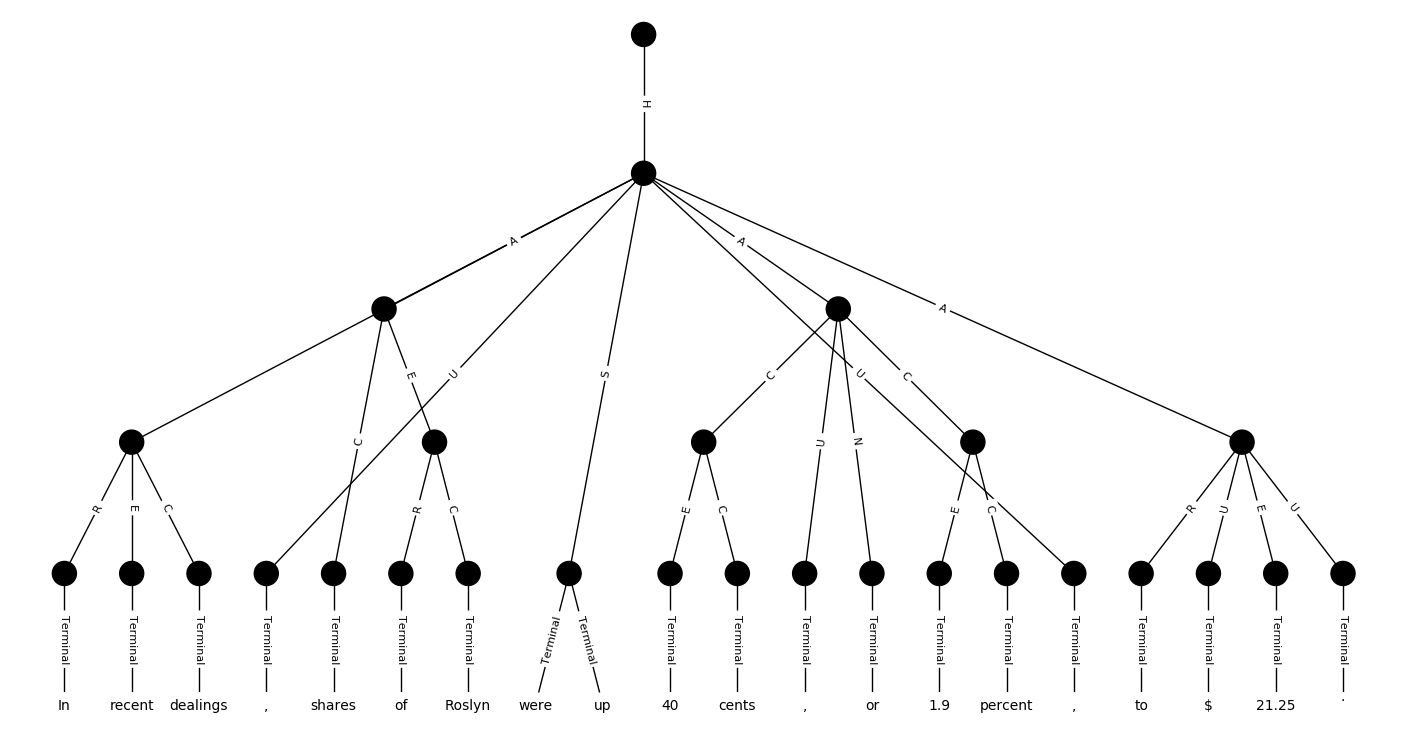 H
A A
A
U E S C U C
C U N
R E C R C E C E C R U E U
Terminal Terminal Terminal Terminal Terminal Terminal Terminal Terminal Terminal Terminal Terminal Terminal Terminal Terminal Terminal Terminal Terminal Terminal Terminal Terminal
In recent dealings , shares of Roslyn were up 40 cents , or 1.9 percent , to $ 21.25 .